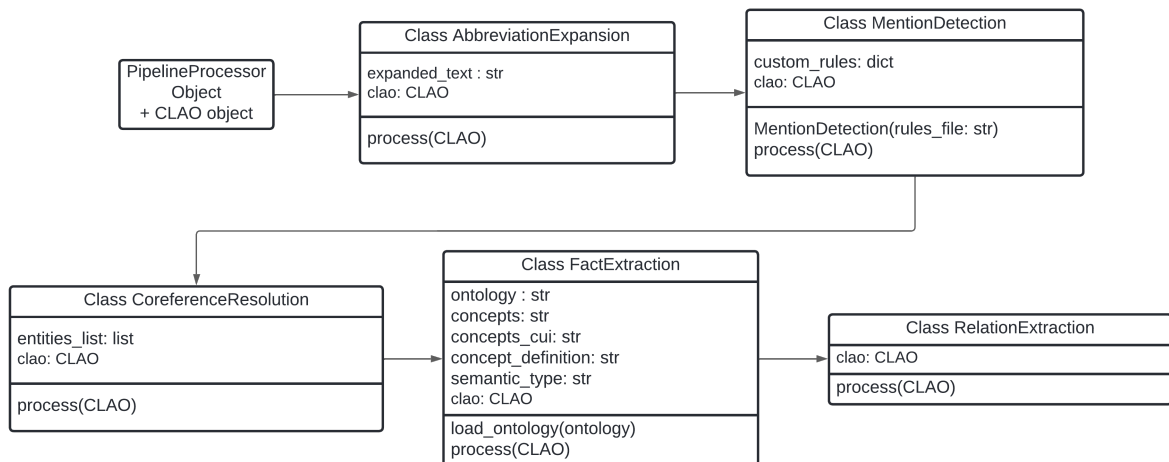 PipelineProcessor
Object
+ CLAO object
Class AbbreviationExpansion
expanded_text : str
clao: CLAO
process(CLAO)
Class MentionDetection
custom_rules: dict
clao: CLAO
MentionDetection(rules_file: str)
process(CLAO)
Class CoreferenceResolution
entities_list: list
clao: CLAO
process(CLAO)
Class FactExtraction
ontology : str
concepts: str
concepts_cui: str
concept_definition: str
semantic_type: str
clao: CLAO
load_ontology(ontology)
process(CLAO)
Class RelationExtraction
clao: CLAO
process(CLAO)